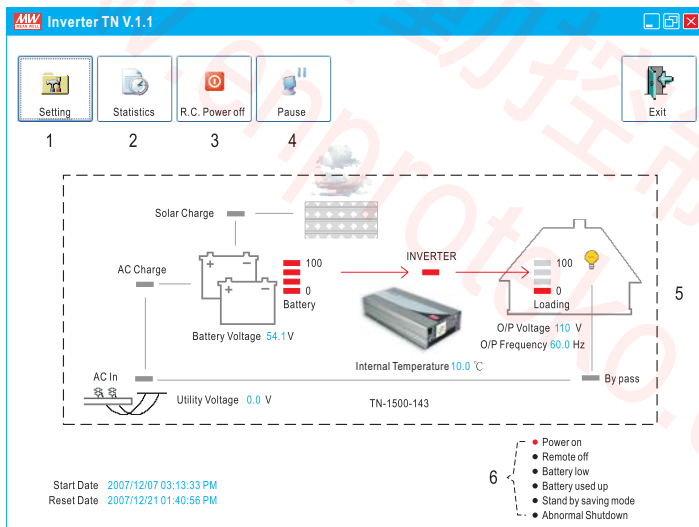 MW
MEAN WELL
Inverter TN V.1.1
Setting
Statistics
R.C. Power off
Pause
Exit
1
2
3
4
Solar Charge
AC Charge
100
0
Battery
Battery Voltage 54.1 V
INVERTER
Internal Temperature 10.0 ℃
100
0
Loading
O/P Voltage 110 V
O/P Frequency 60.0 Hz
5
AC In
Utility Voltage 0.0 V
TN-1500-143
By pass
6
Power on
Remote off
Battery low
Battery used up
Stand by saving mode
Abnormal Shutdown
Start Date 2007/12/07 03:13:33 PM
Reset Date 2007/12/21 01:40:56 PM